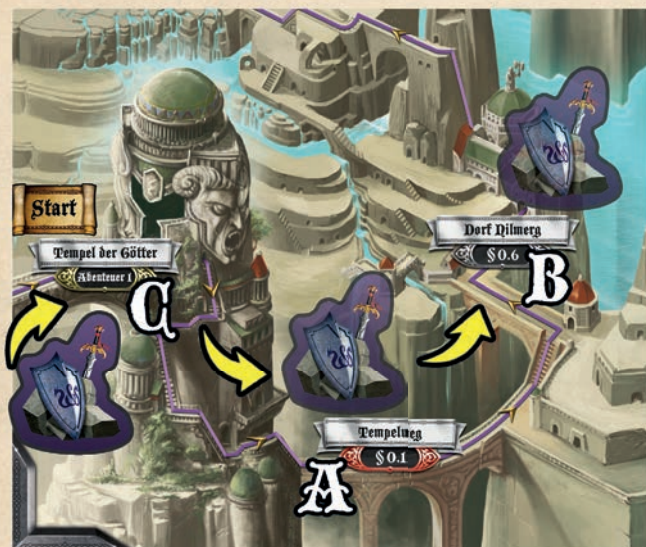 Start
Tempel der Götter
Abenteuer 1
C
Dorf Nilmerg
§ 0.6
B
Tempelweg
§ 0.1
A